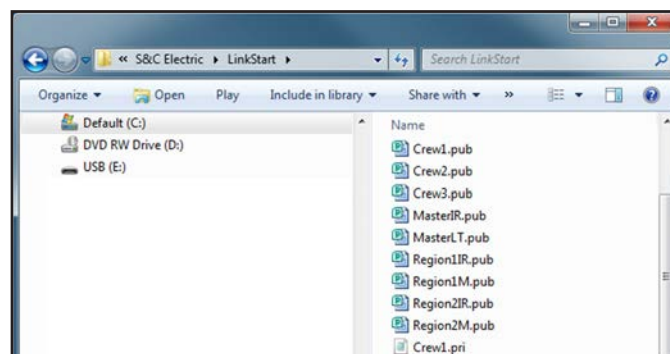 « S&C Electric ▸ LinkStart ▸ Search LinkStart
Organize Open Play Include in library Share with »
Default (C:)
DVD RW Drive (D:)
USB (E:)
Name
Crew1.pub
Crew2.pub
Crew3.pub
MasterIR.pub
MasterLT.pub
Region1IR.pub
Region1M.pub
Region2IR.pub
Region2M.pub
Crew1.pri